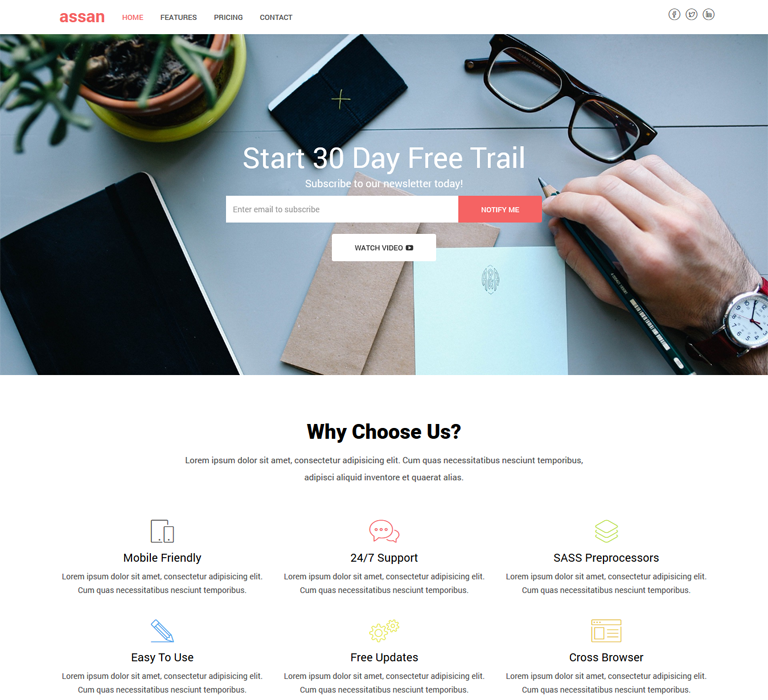 assan
HOME FEATURES PRICING CONTACT
Start 30 Day Free Trail
Subscribe to our newsletter today!
Enter email to subscribe NOTIFY ME
WATCH VIDEO
Why Choose Us?
Lorem ipsum dolor sit amet, consectetur adipisicing elit. Cum quas necessitatibus nesciunt temporibus,
adipisci aliquid inventore et quaerat alias.
Mobile Friendly
Lorem ipsum dolor sit amet, consectetur adipisicing elit.
Cum quas necessitatibus nesciunt temporibus.
24/7 Support
Lorem ipsum dolor sit amet, consectetur adipisicing elit.
Cum quas necessitatibus nesciunt temporibus.
SASS Preprocessors
Lorem ipsum dolor sit amet, consectetur adipisicing elit.
Cum quas necessitatibus nesciunt temporibus.
Easy To Use
Lorem ipsum dolor sit amet, consectetur adipisicing elit.
Cum quas necessitatibus nesciunt temporibus.
Free Updates
Lorem ipsum dolor sit amet, consectetur adipisicing elit.
Cum quas necessitatibus nesciunt temporibus.
Cross Browser
Lorem ipsum dolor sit amet, consectetur adipisicing elit.
Cum quas necessitatibus nesciunt temporibus.